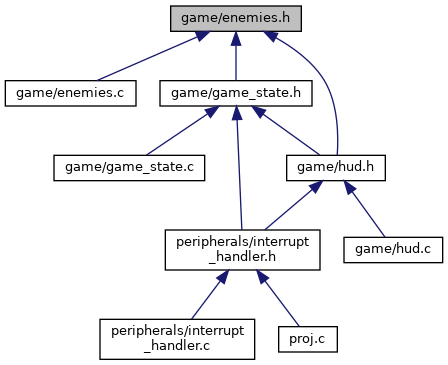 game/enemies.h
game/enemies.c
game/game_state.h
game/game_state.c
game/hud.h
peripherals/interrupt
_handler.h
game/hud.c
peripherals/interrupt
_handler.c
proj.c